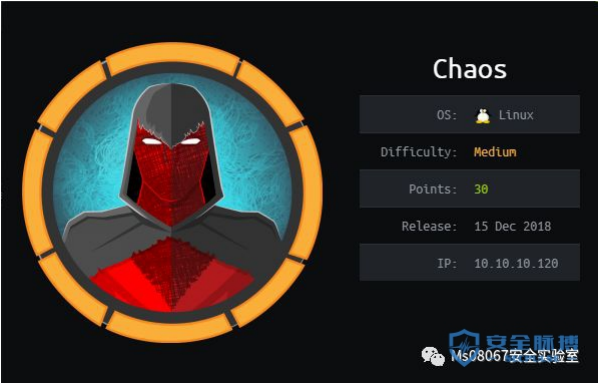 Chaos
OS: Linux
Difficulty: Medium
Points: 30
Release: 15 Dec 2018
IP: 10.10.10.120
安全脉搏
Ms08067安全实验室